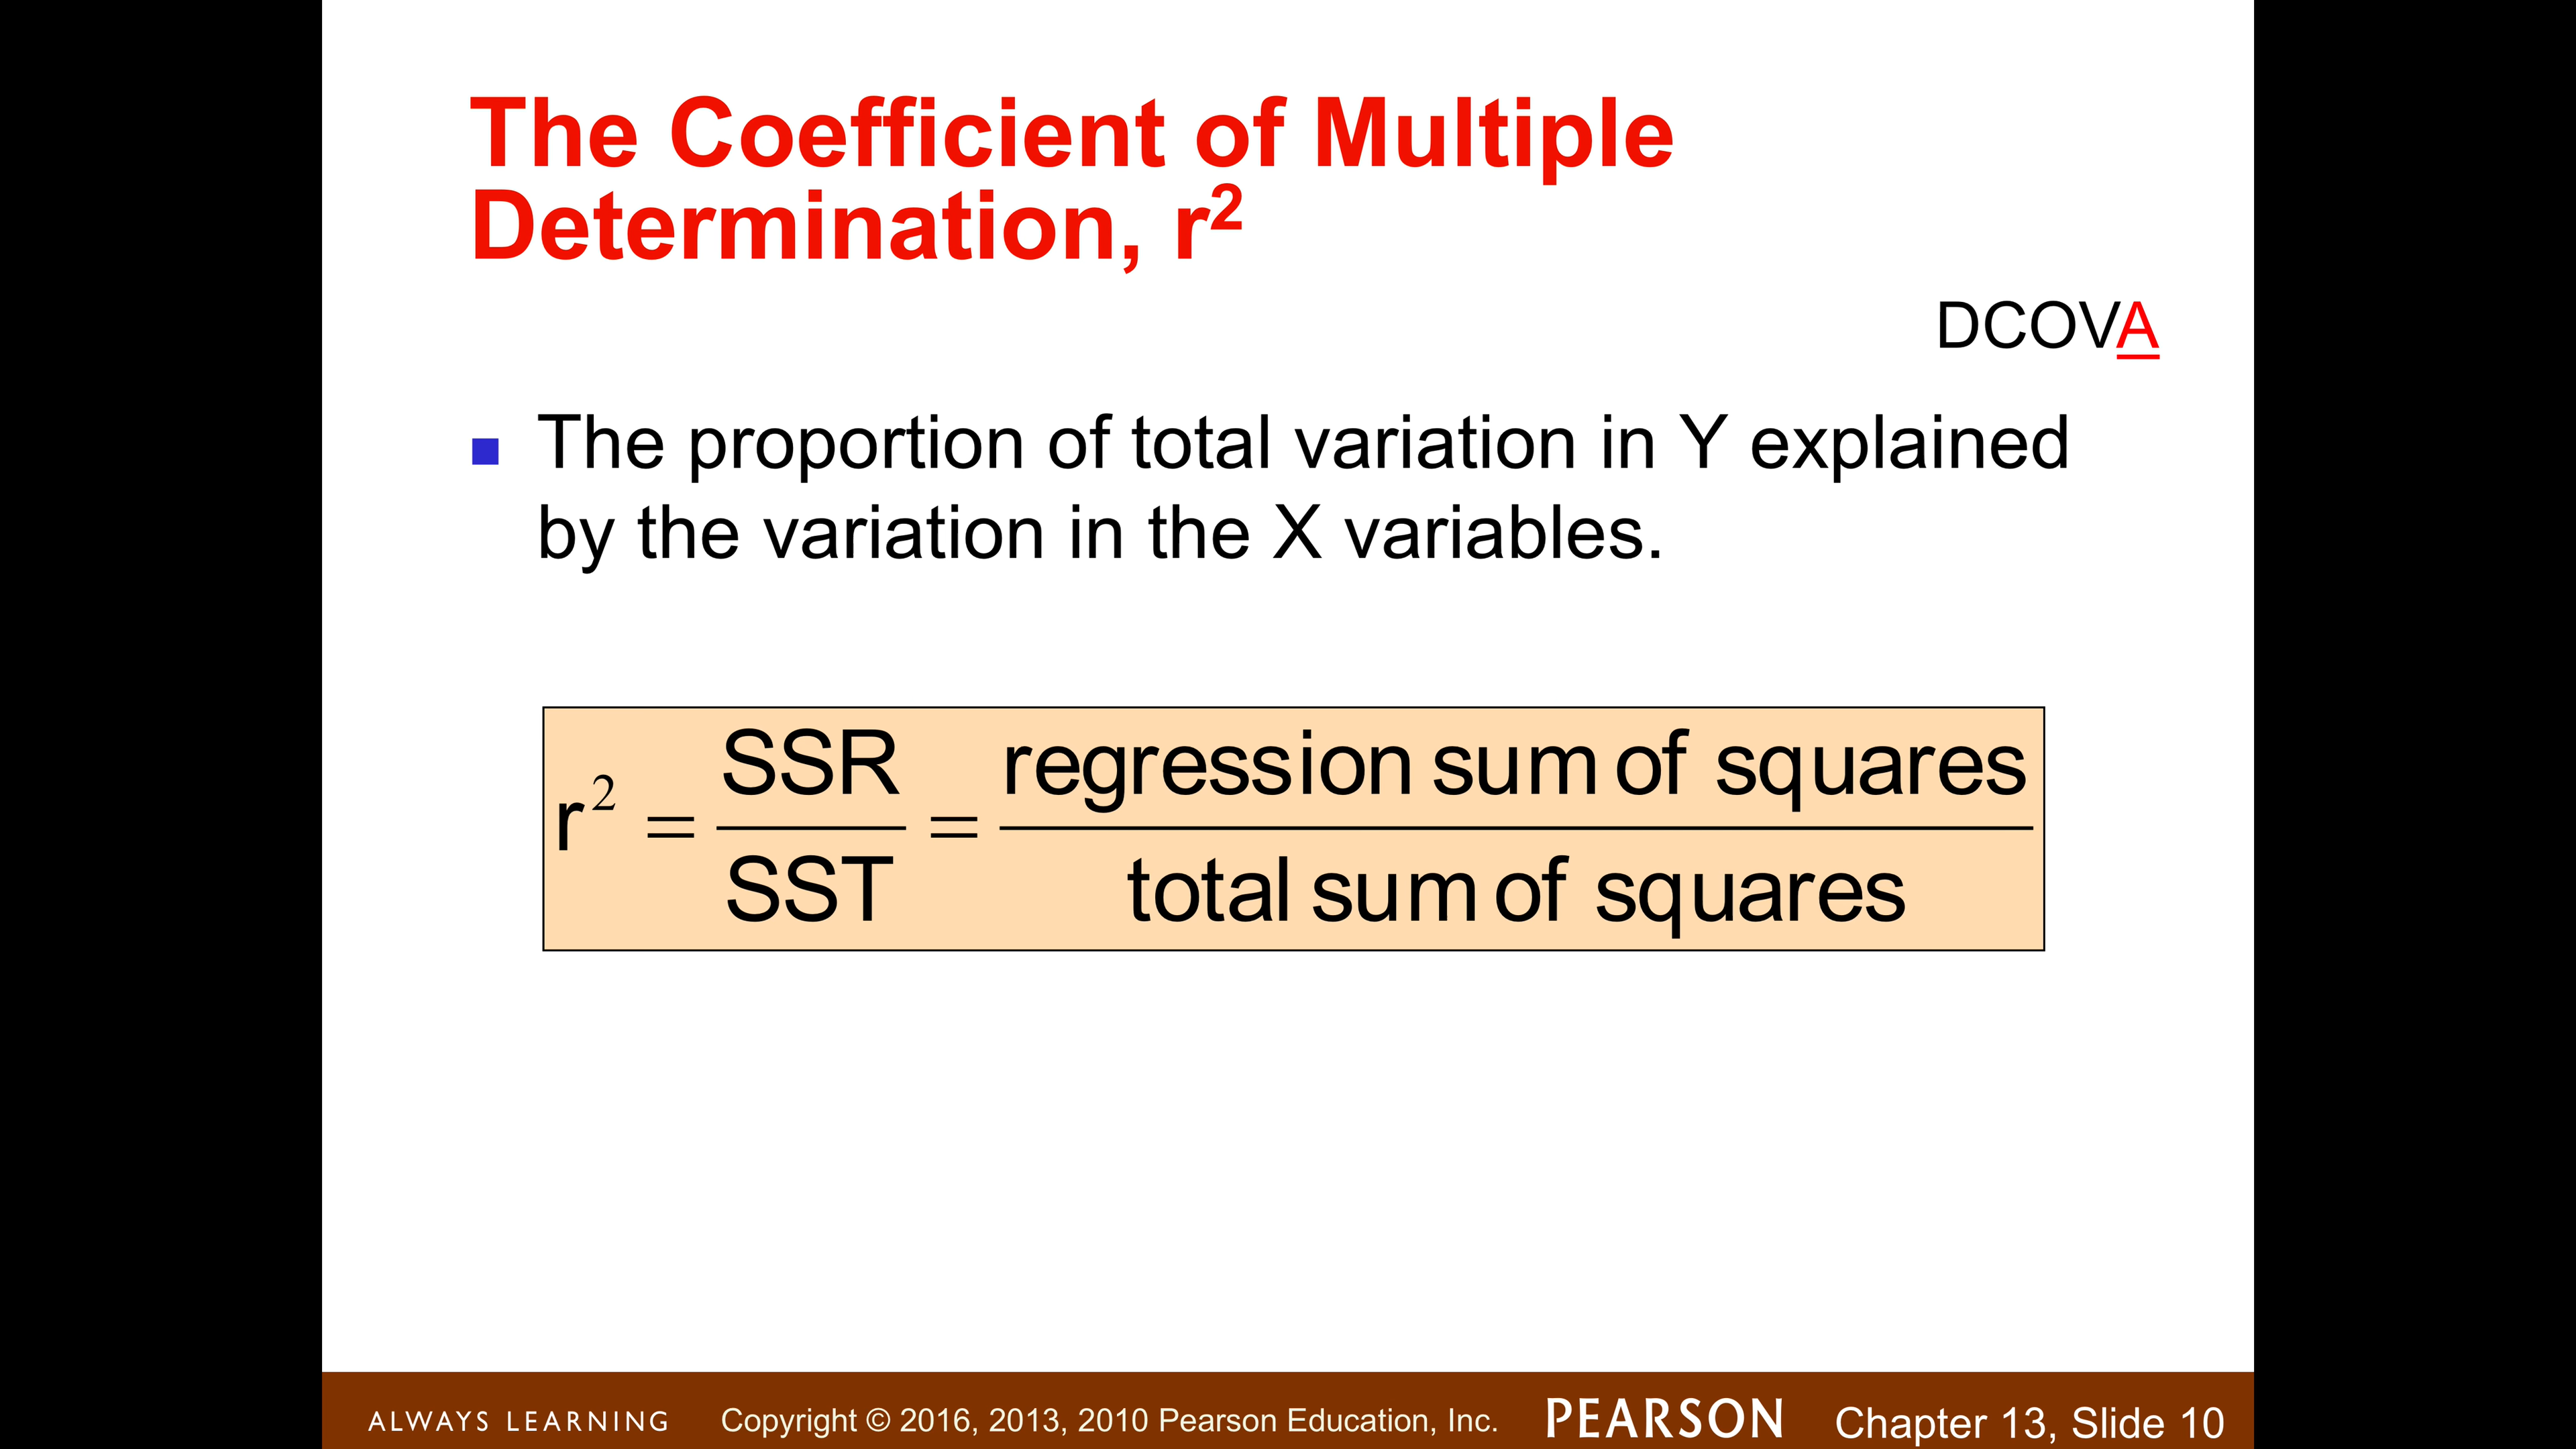 The Coefficient of Multiple
Determination, r²
DCOVA
The proportion of total variation in Y explained
by the variation in the X variables.
r² = SSR / SST = regression sum of squares / total sum of squares
ALWAYS LEARNING Copyright © 2016, 2013, 2010 Pearson Education, Inc. PEARSON Chapter 13, Slide 10